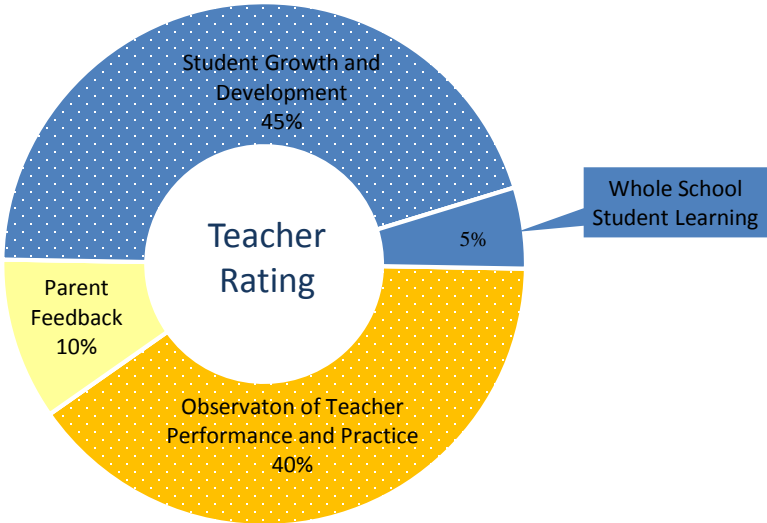 Student Growth and
Development
45%
Whole School
Student Learning
5%
Teacher
Rating
Parent
Feedback
10%
Observaton of Teacher
Performance and Practice
40%